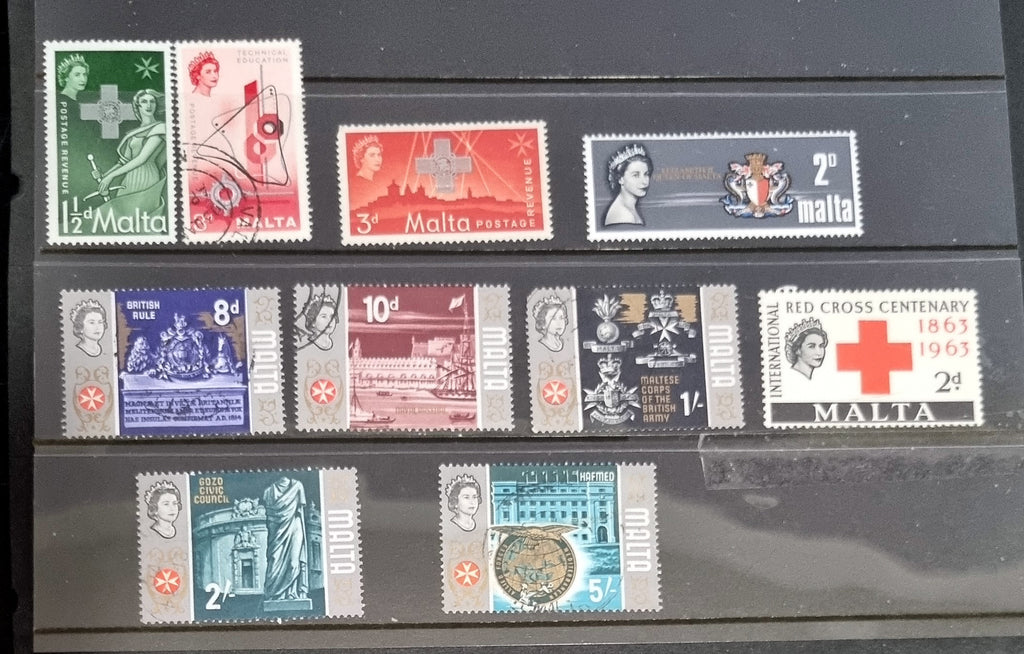 POSTAGE REVENUE
1½d Malta
TECHNICAL
EDUCATION
MALTA
3d Malta POSTAGE
REVENUE
2D
malta
BRITISH
RULE
8d
MALTA
10d
MALTA
MALTESE
CORPS
OF THE
BRITISH
ARMY
1/-
MALTA
INTERNATIONAL
RED CROSS CENTENARY
1863
1963
2d.
MALTA
GOZO
CIVIC
COUNCIL
2/-
MALTA
HAFMED
5/-
MALTA